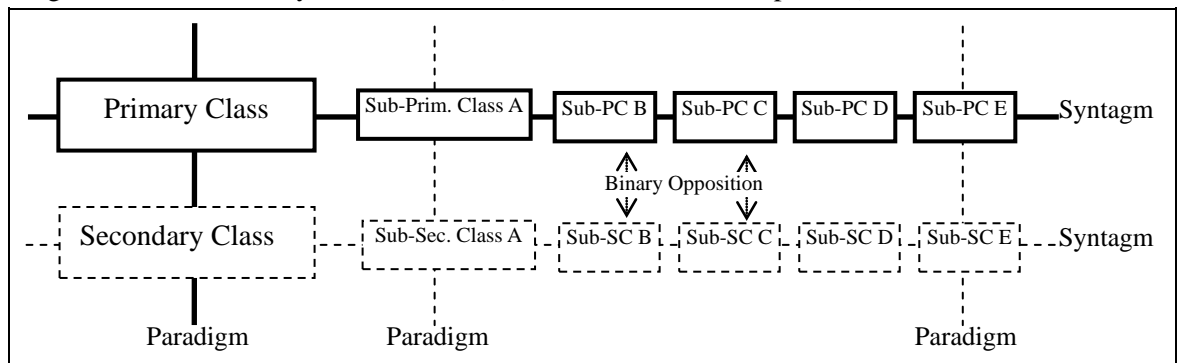 Primary Class
Sub-Prim. Class A
Sub-PC B
Sub-PC C
Sub-PC D
Sub-PC E
Syntagm
Binary Opposition
Secondary Class
Sub-Sec. Class A
Sub-SC B
Sub-SC C
Sub-SC D
Sub-SC E
Syntagm
Paradigm
Paradigm
Paradigm